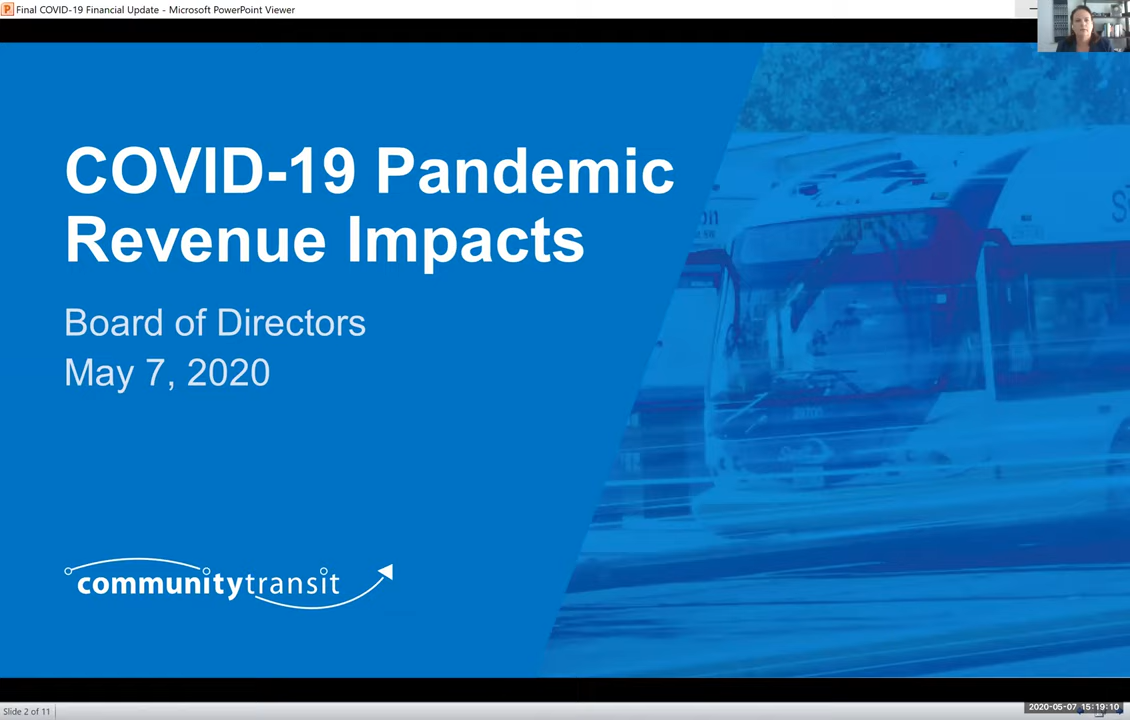 Final COVID-19 Financial Update - Microsoft PowerPoint Viewer
COVID-19 Pandemic
Revenue Impacts
Board of Directors
May 7, 2020
communitytransit
Slide 2 of 11
2020-05-07 15:19:10